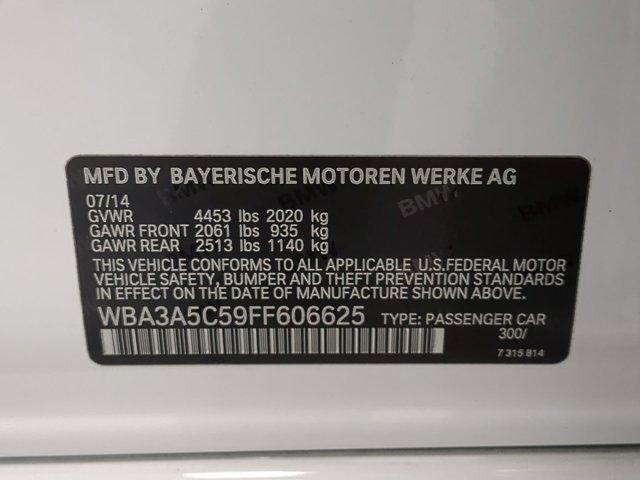 MFD BY BAYERISCHE MOTOREN WERKE AG
07/14
GVWR 4453 lbs 2020 kg
GAWR FRONT 2061 lbs 935 kg
GAWR REAR 2513 lbs 1140 kg
THIS VEHICLE CONFORMS TO ALL APPLICABLE U.S.FEDERAL MOTOR
VEHICLE SAFETY, BUMPER AND THEFT PREVENTION STANDARDS
IN EFFECT ON THE DATE OF MANUFACTURE SHOWN ABOVE.
WBA3A5C59FF606625 TYPE: PASSENGER CAR
300/
7 315 814
BMW
BMW